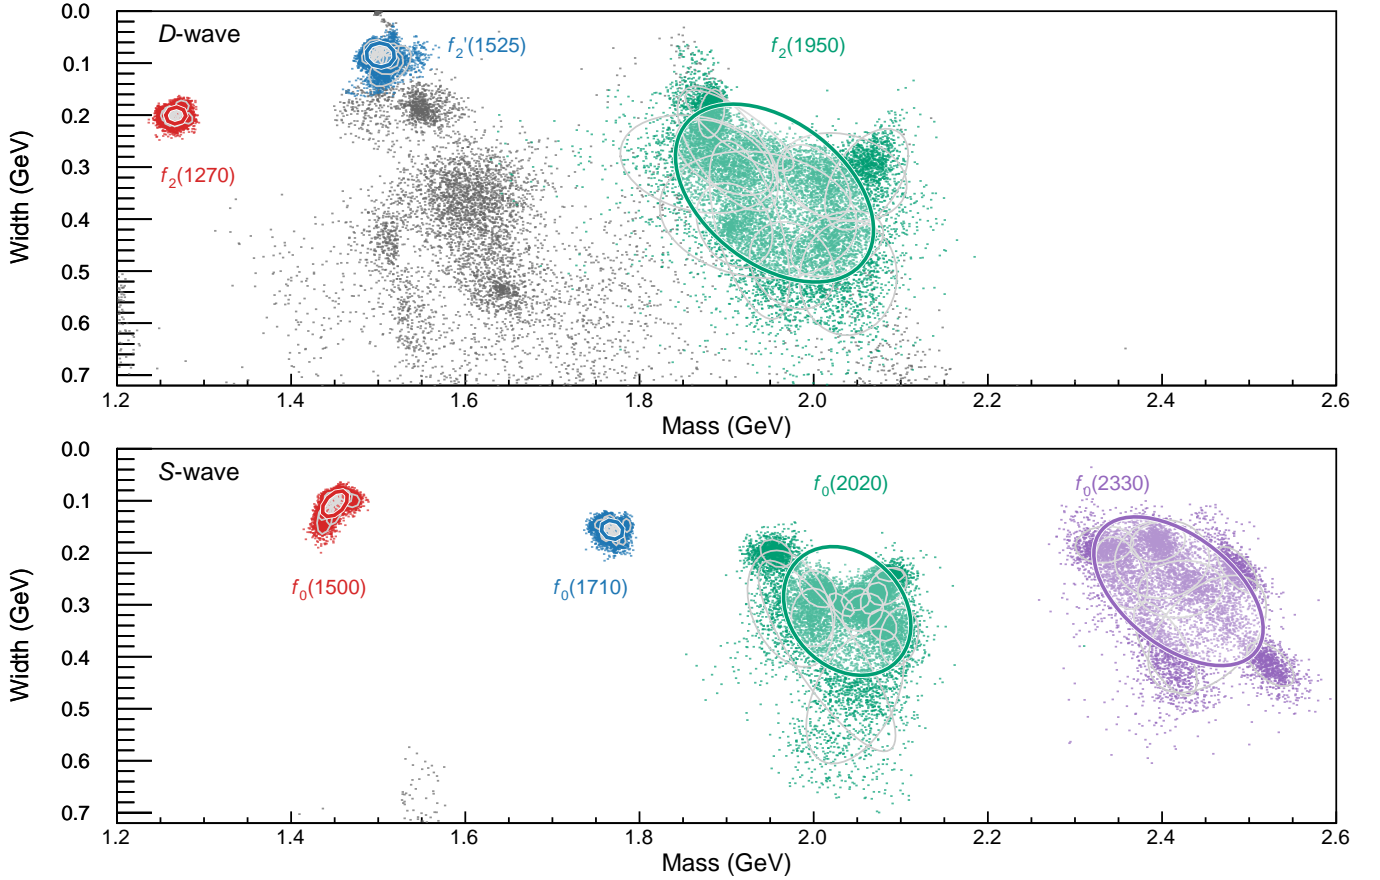 D-wave
f2'(1525)
f2(1950)
f2(1270)
Width (GeV)
0.0
0.1
0.2
0.3
0.4
0.5
0.6
0.7
1.2 1.4 1.6 1.8 2.0 2.2 2.4 2.6
Mass (GeV)
S-wave
f0(2020)
f0(2330)
f0(1500)
f0(1710)
Width (GeV)
0.0
0.1
0.2
0.3
0.4
0.5
0.6
0.7
1.2 1.4 1.6 1.8 2.0 2.2 2.4 2.6
Mass (GeV)